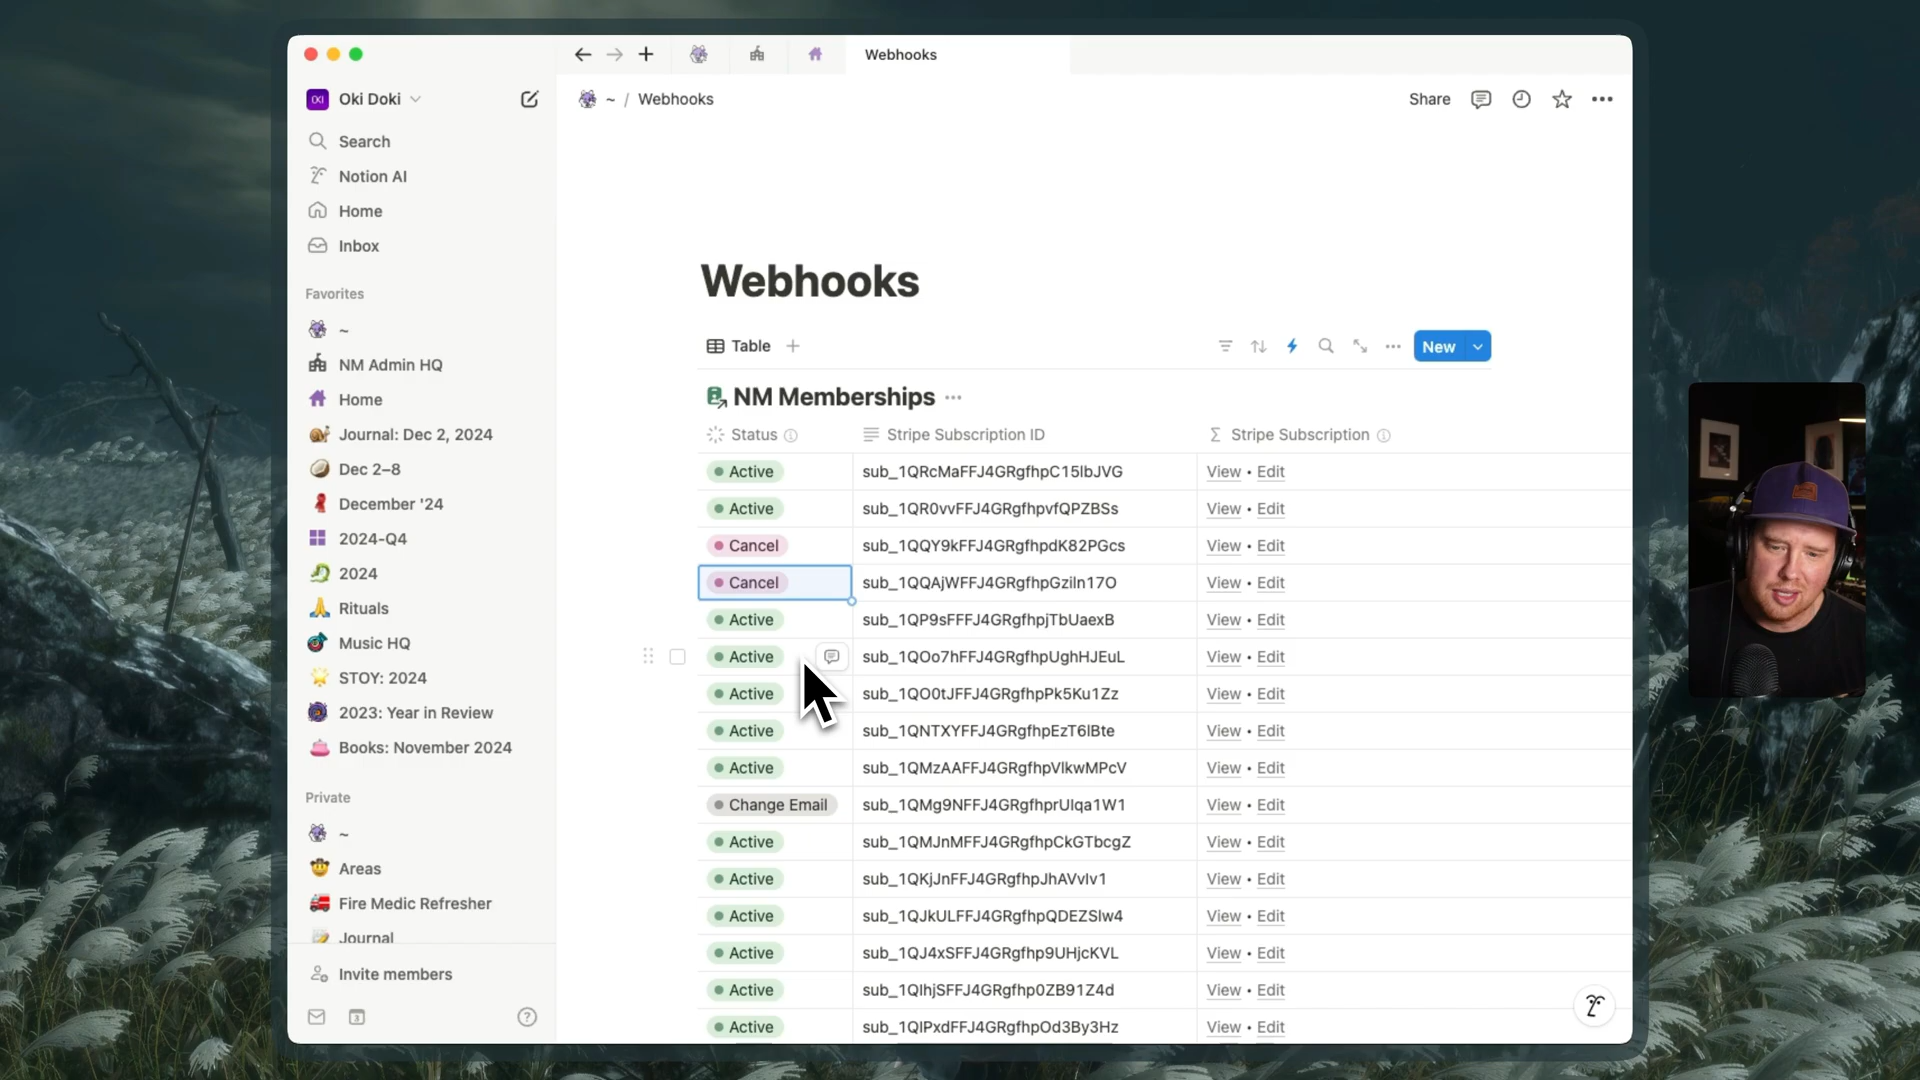 Webhooks
OKI Oki Doki
~ / Webhooks
Share
Search
Notion AI
Home
Inbox
Favorites
~
NM Admin HQ
Home
Journal: Dec 2, 2024
Dec 2–8
December '24
2024-Q4
2024
Rituals
Music HQ
STOY: 2024
2023: Year in Review
Books: November 2024
Private
~
Areas
Fire Medic Refresher
Journal
Invite members
Webhooks
Table
New
NM Memberships
Status Stripe Subscription ID Stripe Subscription
Active sub_1QRcMaFFJ4GRgfhpC15lbJVG View • Edit
Active sub_1QR0vvFFJ4GRgfhpvfQPZBSs View • Edit
Cancel sub_1QQY9kFFJ4GRgfhpdK82PGcs View • Edit
Cancel sub_1QQAjWFFJ4GRgfhpGziln17O View • Edit
Active sub_1QP9sFFFJ4GRgfhpjTbUaexB View • Edit
Active sub_1QOo7hFFJ4GRgfhpUghHJEuL View • Edit
Active sub_1QO0tJFFJ4GRgfhpPk5Ku1Zz View • Edit
Active sub_1QNTXYFFJ4GRgfhpEzT6lBte View • Edit
Active sub_1QMzAAFFJ4GRgfhpVlkwMPcV View • Edit
Change Email sub_1QMg9NFFJ4GRgfhprUlqa1W1 View • Edit
Active sub_1QMJnMFFJ4GRgfhpCkGTbcgZ View • Edit
Active sub_1QKjJnFFJ4GRgfhpJhAVvlv1 View • Edit
Active sub_1QJkULFFJ4GRgfhpQDEZSlw4 View • Edit
Active sub_1QJ4xSFFJ4GRgfhp9UHjcKVL View • Edit
Active sub_1QIhjSFFJ4GRgfhp0ZB91Z4d View • Edit
Active sub_1QIPxdFFJ4GRgfhpOd3By3Hz View • Edit